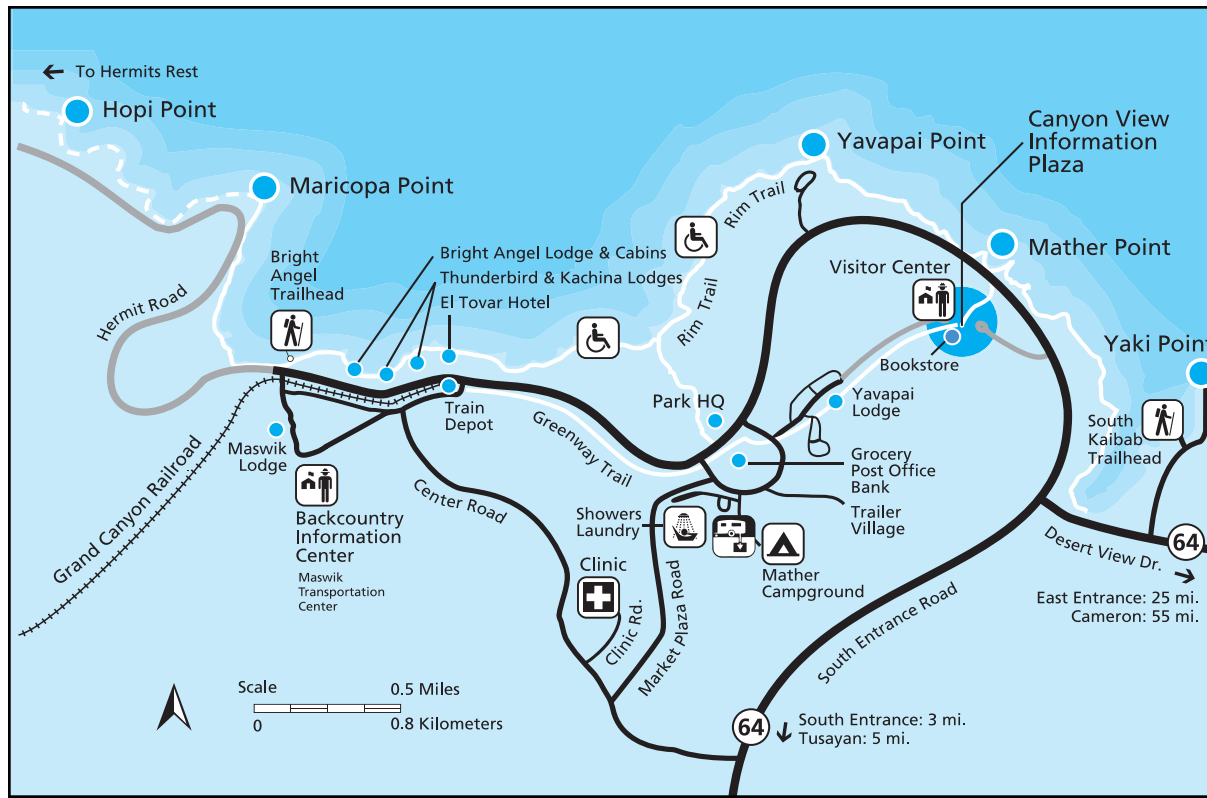 To Hermits Rest
Hopi Point
Maricopa Point
Yavapai Point
Canyon View
Information
Plaza
Mather Point
Rim Trail
Bright
Angel
Trailhead
Bright Angel Lodge & Cabins
Thunderbird & Kachina Lodges
El Tovar Hotel
Visitor Center
Hermit Road
Rim Trail
Bookstore
Yaki Point
Park HQ
Yavapai
Lodge
Train
Depot
Greenway Trail
South
Kaibab
Trailhead
Maswik
Lodge
Grocery
Post Office
Bank
Grand Canyon Railroad
Center Road
Trailer
Village
Showers
Laundry
Backcountry
Information
Center
Maswik
Transportation
Center
Desert View Dr.
64
Clinic
Mather
Campground
East Entrance: 25 mi.
Cameron: 55 mi.
Clinic Rd.
Market Plaza Road
South Entrance Road
Scale
0.5 Miles
0
0.8 Kilometers
64
South Entrance: 3 mi.
Tusayan: 5 mi.